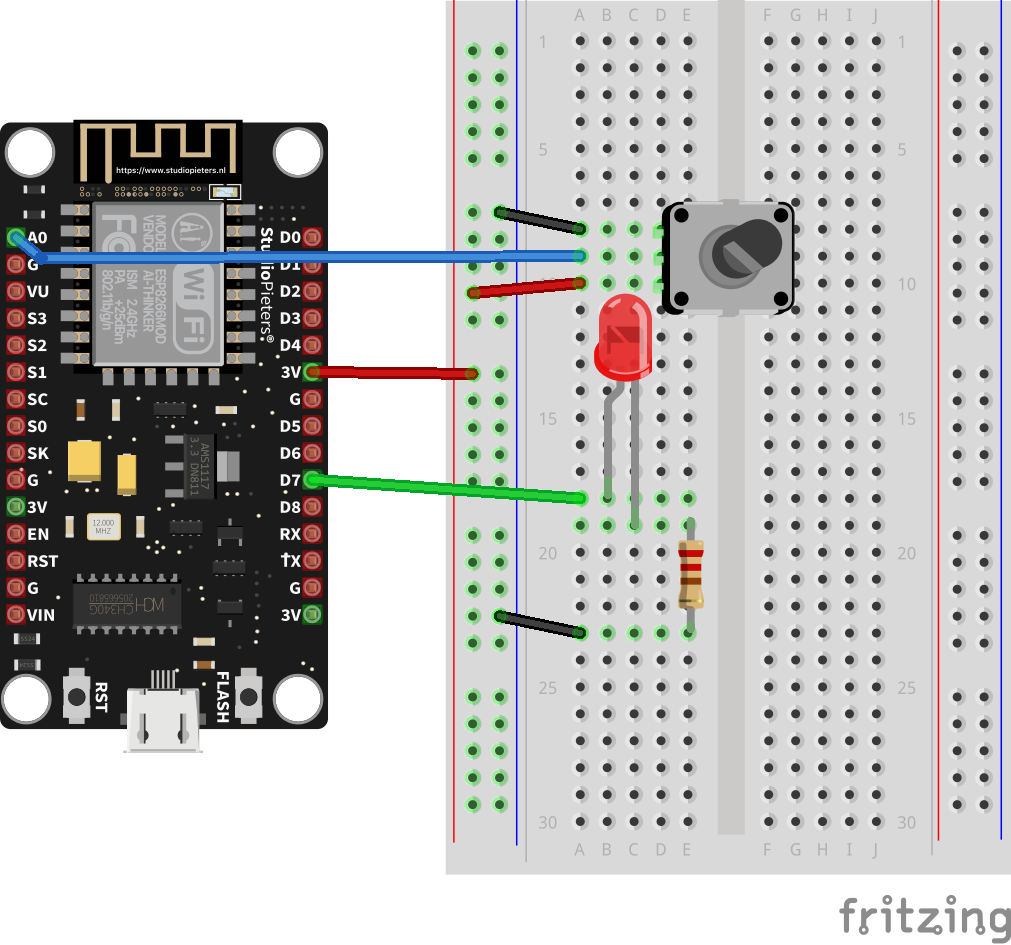 A B C D E F G H I J
1 1
5 5
10 10
15 15
20 20
25 25
30 30
A B C D E F G H I J
https://www.studiopieters.nl
A0 D0
G D1
VU D2
S3 D3
S2 D4
S1 3V
SC G
S0 D5
SK D6
G D7
3V D8
EN RX
RST TX
G G
VIN 3V
StudioPieters®
Ai
WiFi
MODEL
VENDOR
ESP8266MOD
AI-THINKER
ISM 2.4GHz
PA +25dBm
802.11b/g/n
AMS1117
3.3 DN811
12.000
MHZ
CH340G
205665810
RST
FLASH
fritzing